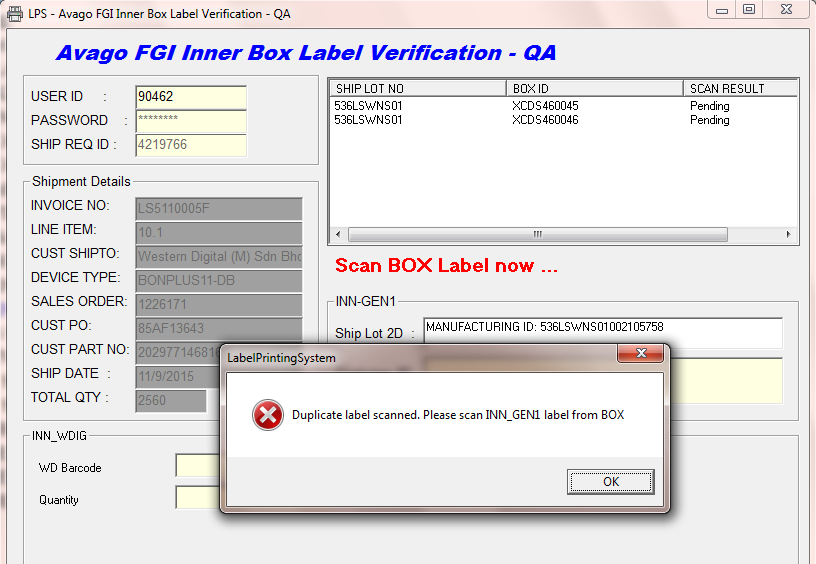 LPS - Avago FGI Inner Box Label Verification - QA
Avago FGI Inner Box Label Verification - QA
USER ID : 90462
PASSWORD : ********
SHIP REQ ID : 4219766
SHIP LOT NO BOX ID SCAN RESULT
536LSWNS01 XCDS460045 Pending
536LSWNS01 XCDS460046 Pending
Scan BOX Label now ...
Shipment Details
INVOICE NO: LS5110005F
LINE ITEM: 10.1
CUST SHIPTO: Western Digital (M) Sdn Bhd
DEVICE TYPE: BONPLUS11-DB
SALES ORDER: 1226171
CUST PO: 85AF13643
CUST PART NO: 202977146810
SHIP DATE : 11/9/2015
TOTAL QTY : 2560
INN-GEN1
Ship Lot 2D : MANUFACTURING ID: 536LSWNS01002105758
LabelPrintingSystem
Duplicate label scanned. Please scan INN_GEN1 label from BOX
OK
INN_WDIG
WD Barcode
Quantity